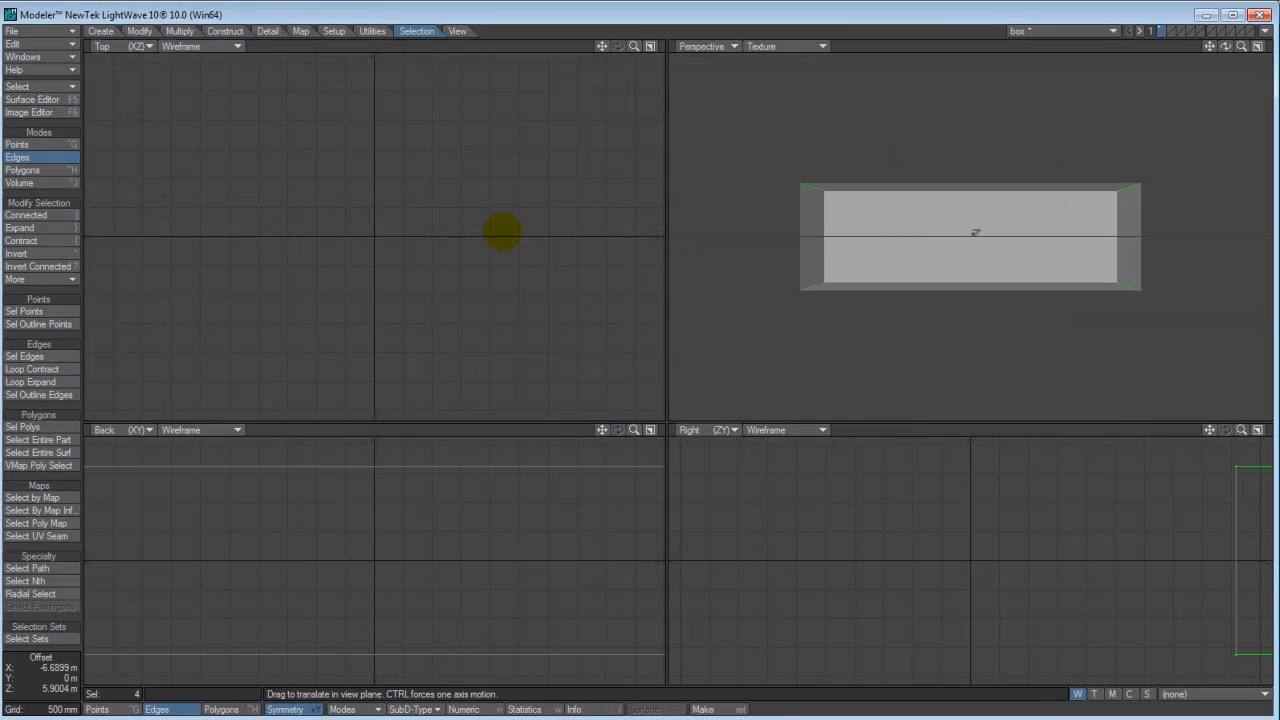 Modeler™ NewTek LightWave 10® 10.0 (Win64)
File
Create Modify Multiply Construct Detail Map Setup Utilities Selection View
box *
1
Edit
Top (XZ) Wireframe
Perspective Texture
Windows
Help
Select
Surface Editor F5
Image Editor F6
Modes
Points ^G
Edges
Polygons ^H
Volume ^J
Modify Selection
Connected ]
Expand }
Contract {
Invert "
Invert Connected ?
More
Points
Sel Points
Sel Outline Points
Edges
Sel Edges
Loop Contract
Loop Expand
Sel Outline Edges
Polygons
Sel Polys
Select Entire Part
Select Entire Surf
VMap Poly Select
Back (XY) Wireframe
Right (ZY) Wireframe
Maps
Select by Map
Select By Map Inf...
Select Poly Map
Select UV Seam
Specialty
Select Path
Select Nth
Radial Select
Select Powergons
Selection Sets
Select Sets
Offset
X: -6.6899 m
Y: 0 m
Z: 5.9004 m
Grid: 500 mm
Sel: 4
Drag to translate in view plane. CTRL forces one axis motion.
W T M C S (none)
Points ^G Edges Polygons ^H Symmetry +Y Modes SubD-Type Numeric n Statistics w Info i Surface Make ret